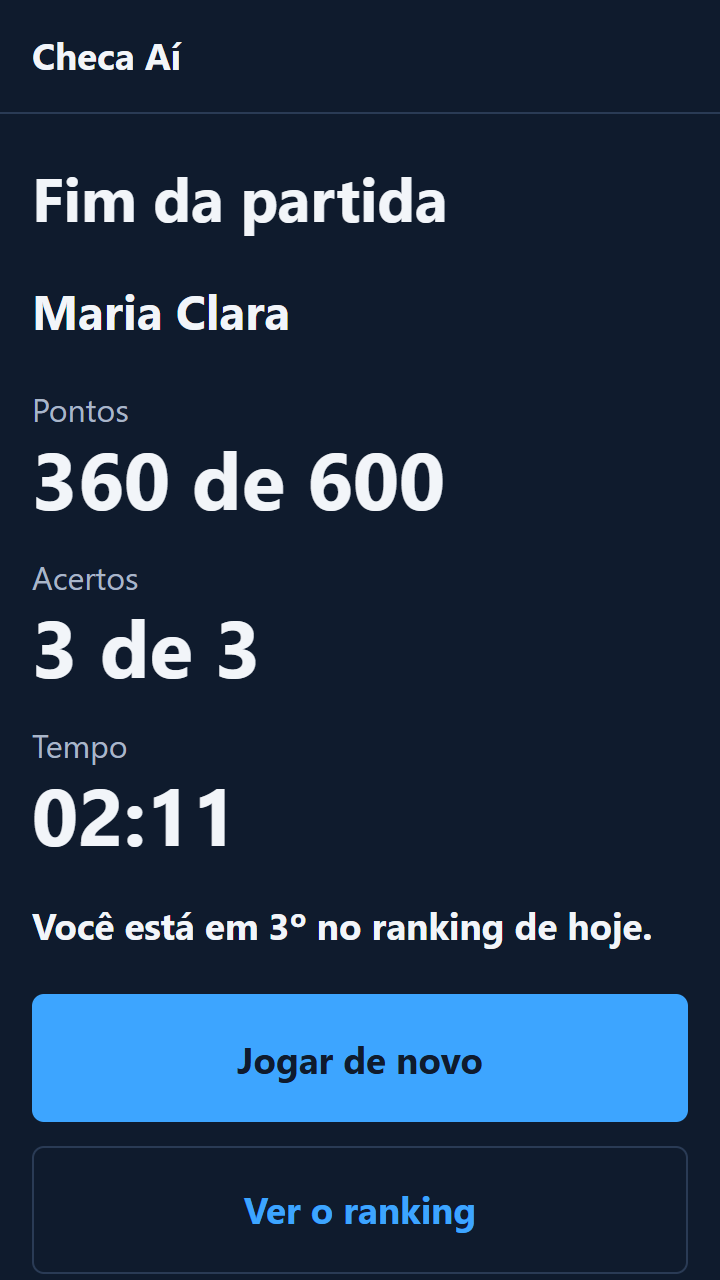 Checa Aí
Fim da partida
Maria Clara
Pontos
360 de 600
Acertos
3 de 3
Tempo
02:11
Você está em 3º no ranking de hoje.
Jogar de novo
Ver o ranking